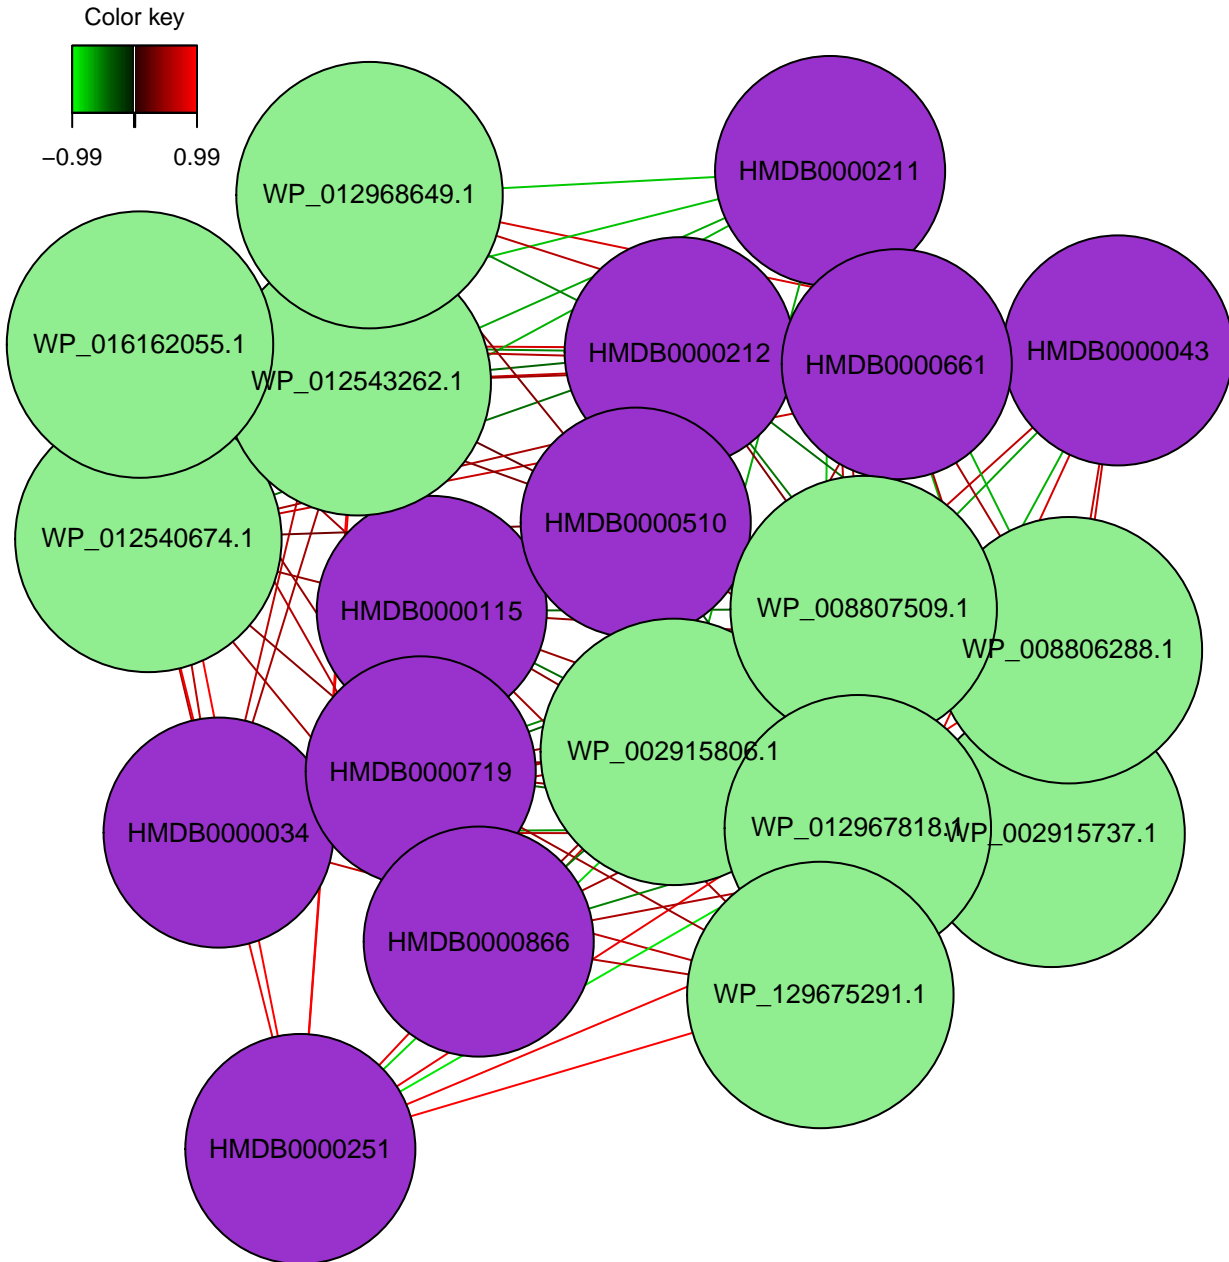 Color key
−0.99 0.99
HMDB0000211
WP_012968649.1
WP_016162055.1
HMDB0000212
HMDB0000661
HMDB0000043
WP_012543262.1
HMDB0000510
WP_012540674.1
HMDB0000115
WP_008807509.1
WP_008806288.1
WP_002915806.1
HMDB0000719
HMDB0000034
WP_012967818.1
WP_002915737.1
HMDB0000866
WP_129675291.1
HMDB0000251